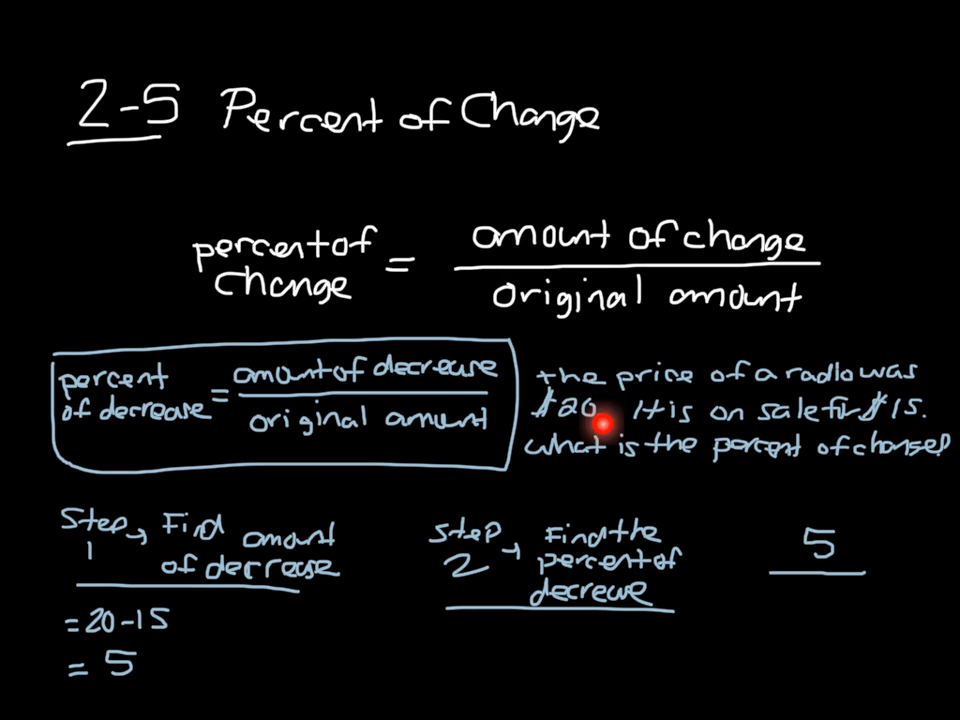 2-5 Percent of Change
percent of
change
=
amount of change
original amount
percent
of decrease
=
amount of decrease
original amount
the price of a radio was
$20 It is on sale for $15.
what is the percent of change?
Step
1
Find amount
of decrease
= 20-15
= 5
Step
2
Find the
percent of
decrease
5